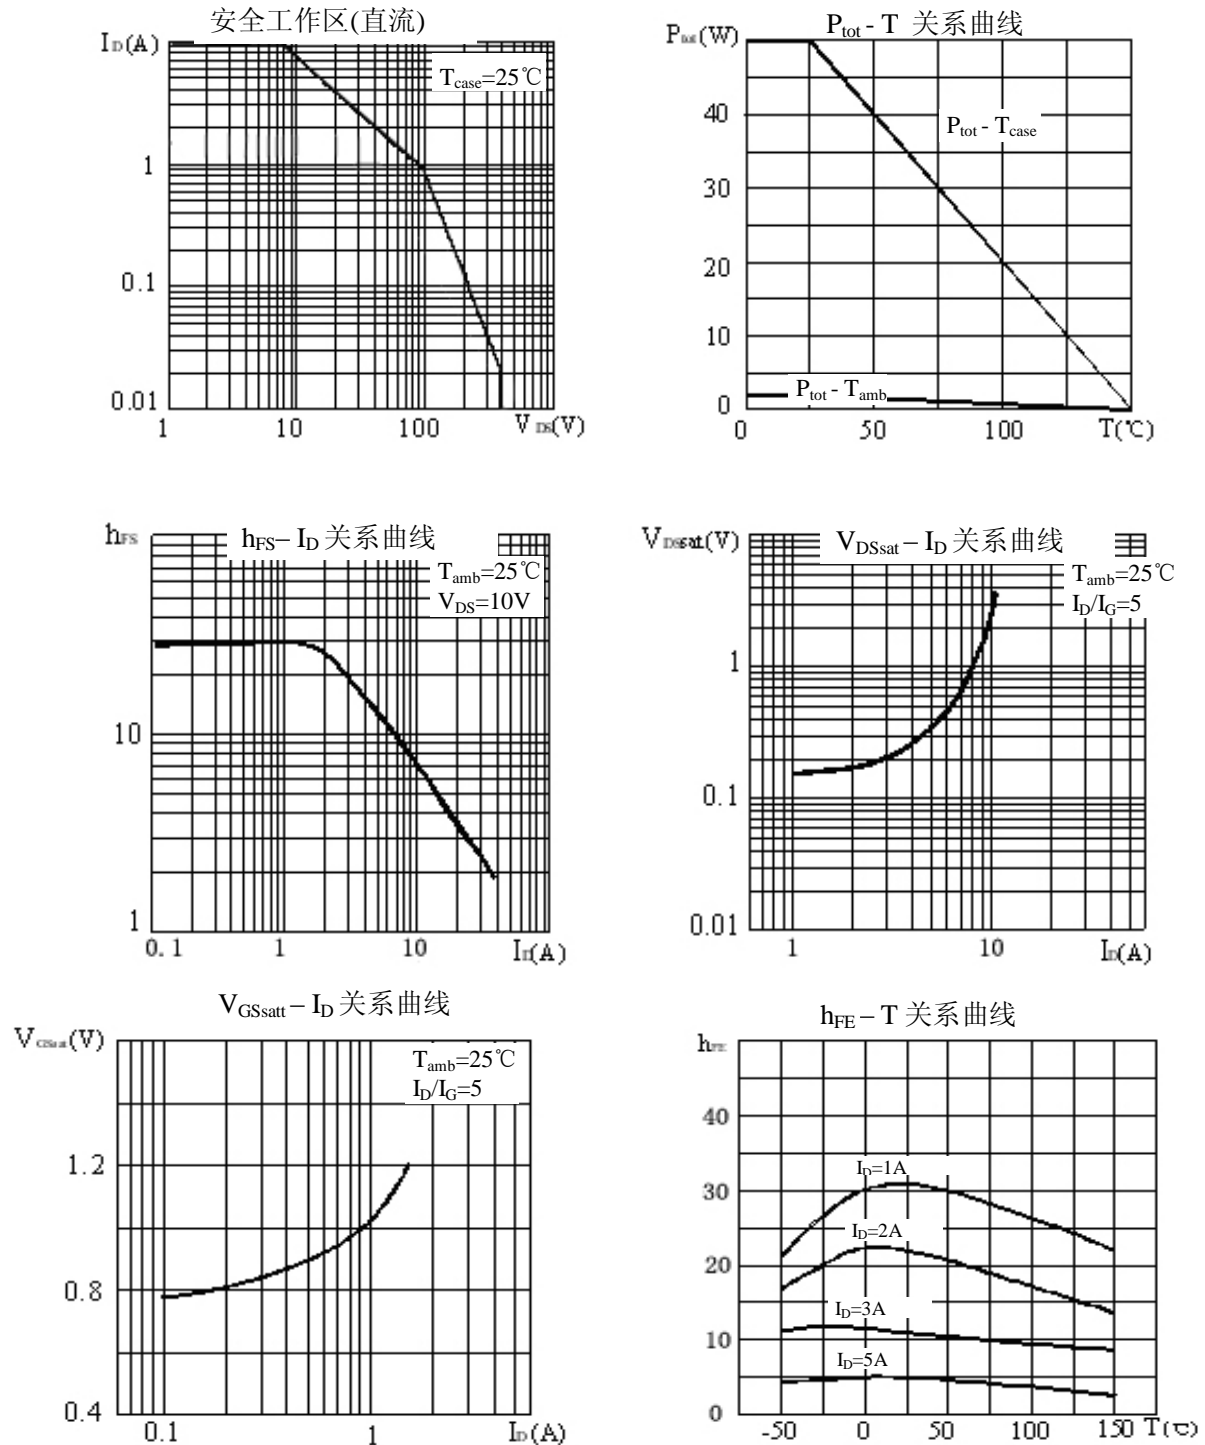 安全工作区(直流)
I_D(A)
T_case=25℃
1
0.1
0.01
1 10 100 V_DS(V)
P_tot - T 关系曲线
P_tot(W)
40
P_tot - T_case
30
20
10
P_tot - T_amb
0
0 50 100 T(℃)
h_FS
h_FS – I_D 关系曲线
T_amb=25℃
V_DS=10V
10
1
0.1 1 10 I_D(A)
V_DSsat(V)
V_DSsat – I_D 关系曲线
T_amb=25℃
I_D/I_G=5
1
0.1
0.01
1 10 I_D(A)
V_GSsatt – I_D 关系曲线
V_GSsat(V)
T_amb=25℃
I_D/I_G=5
1.2
0.8
0.4
0.1 1 I_D(A)
h_FE – T 关系曲线
h_FE
40
I_D=1A
30
I_D=2A
20
I_D=3A
10
I_D=5A
0
-50 0 50 100 150 T(℃)